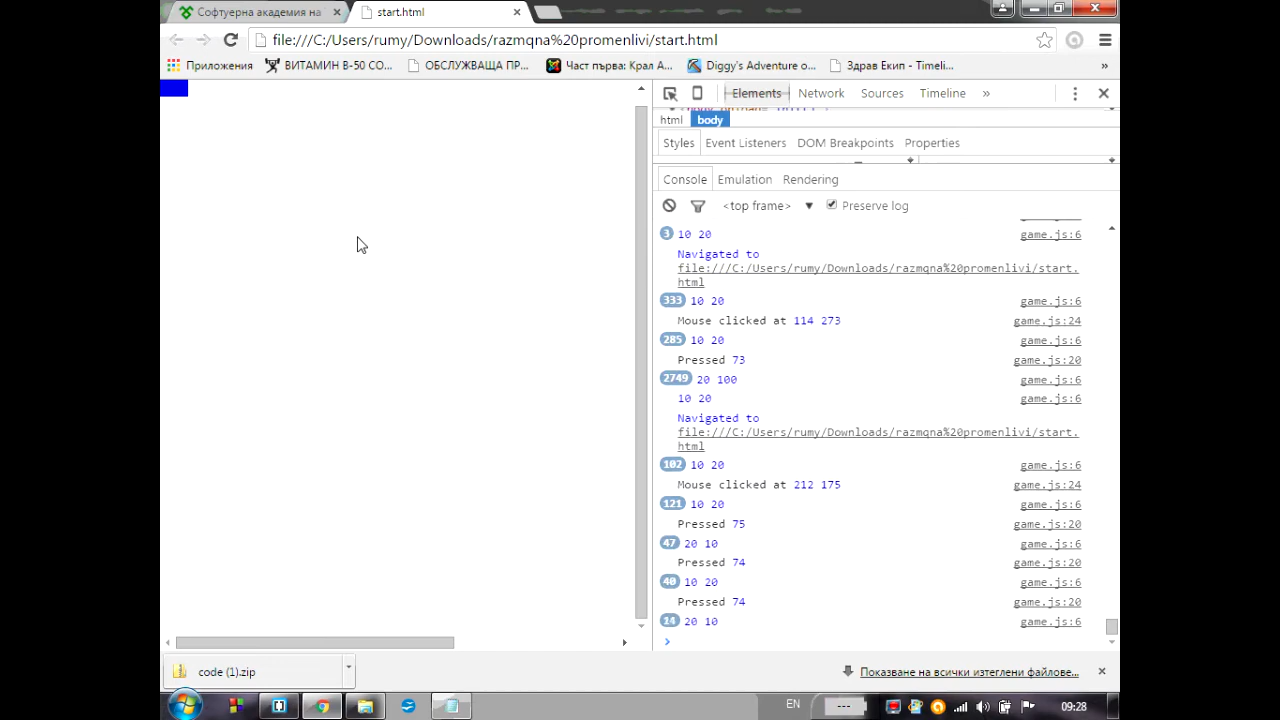 Софтуерна академия на
start.html
file:///C:/Users/rumy/Downloads/razmqna%20promenlivi/start.html
Приложения
ВИТАМИН B-50 CO...
ОБСЛУЖВАЩА ПР...
Част първа: Крал А...
Diggy's Adventure o...
Здрав Екип - Timeli...
»
Elements Network Sources Timeline »
html body
Styles Event Listeners DOM Breakpoints Properties
Console Emulation Rendering
<top frame> ▼ Preserve log
3 10 20 game.js:6
Navigated to
file:///C:/Users/rumy/Downloads/razmqna%20promenlivi/start.
html
333 10 20 game.js:6
Mouse clicked at 114 273 game.js:24
285 10 20 game.js:6
Pressed 73 game.js:20
2749 20 100 game.js:6
10 20 game.js:6
Navigated to
file:///C:/Users/rumy/Downloads/razmqna%20promenlivi/start.
html
102 10 20 game.js:6
Mouse clicked at 212 175 game.js:24
121 10 20 game.js:6
Pressed 75 game.js:20
47 20 10 game.js:6
Pressed 74 game.js:20
40 10 20 game.js:6
Pressed 74 game.js:20
14 20 10 game.js:6
>
code (1).zip
Показване на всички изтеглени файлове...
EN
---
09:28